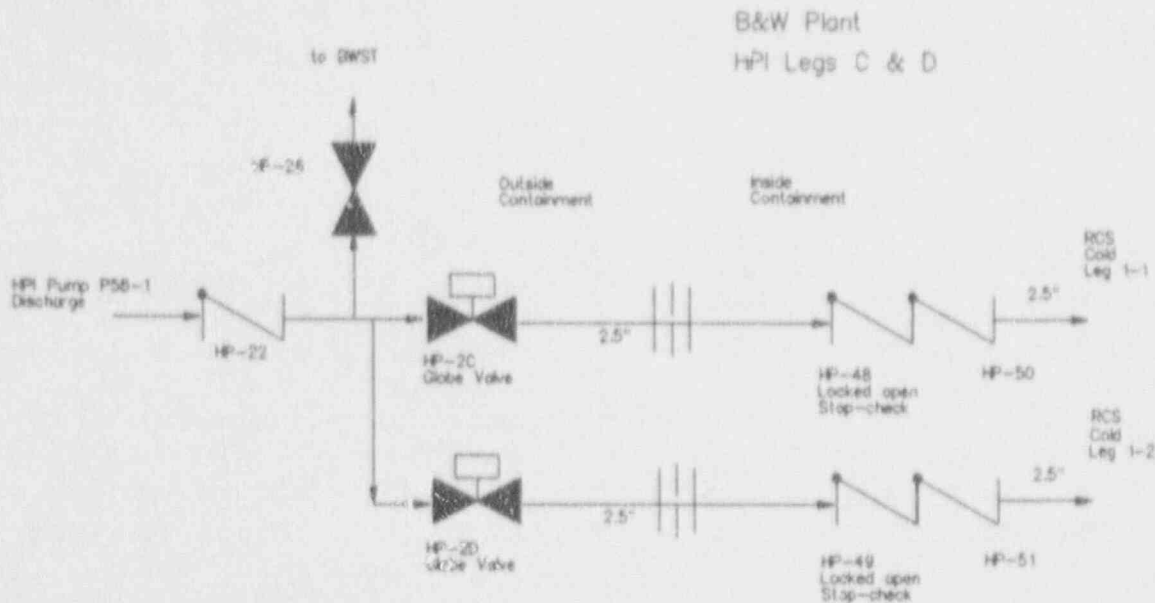 B&W Plant
HPI Legs C & D
to BWST
Outside
Containment
Inside
Containment
RCS
Cold
Leg 1-1
HPI Pump P58-1
Discharge
2.5"
2.5"
HP-22
HP-2C
Globe Valve
HP-48
Locked open
Stop-check
HP-50
RCS
Cold
Leg 1-2
2.5"
2.5"
HP-2D
Valve
HP-49
Locked open
Stop-check
HP-51